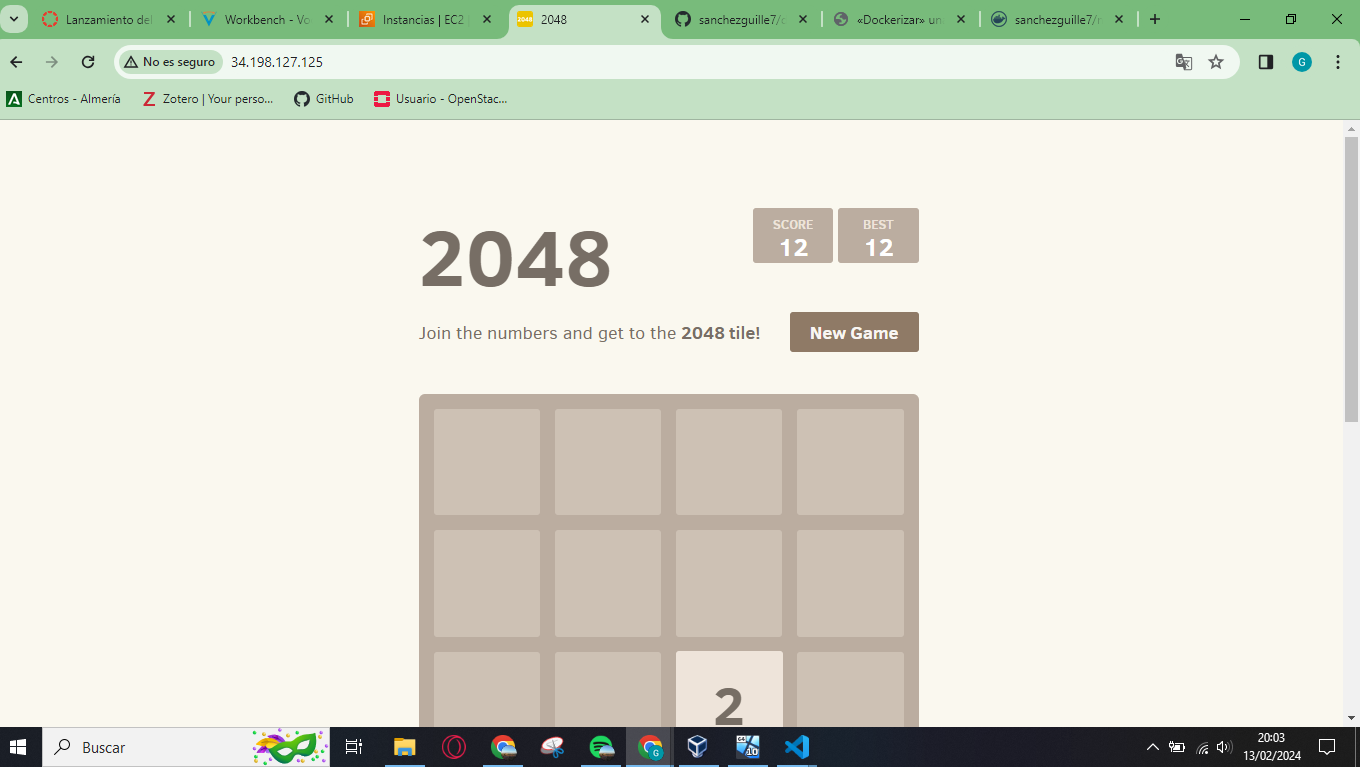 Lanzamiento del
Workbench - Vo
Instancias | EC2
2048
sanchezguille7/
«Dockerizar» un
sanchezguille7/
No es seguro
34.198.127.125
G
Centros - Almería
Zotero | Your perso...
GitHub
Usuario - OpenStac...
2048
SCORE
12
BEST
12
Join the numbers and get to the 2048 tile!
New Game
2
Buscar
20:03
13/02/2024